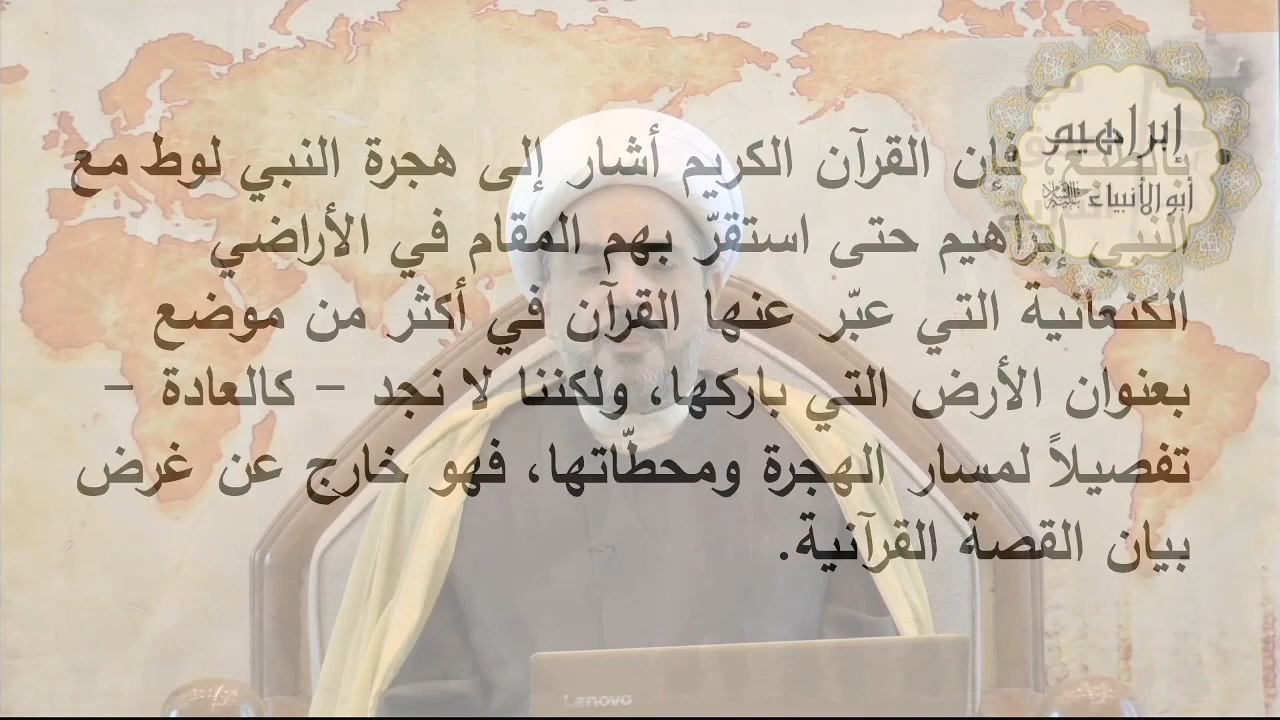 ابراهيم
أبو الأنبياء
بالطبع، فإن القرآن الكريم أشار إلى هجرة النبي لوط مع
النبي إبراهيم حتى استقرّ بهم المقام في الأراضي
الكنعانية التي عبّر عنها القرآن في أكثر من موضع
بعنوان الأرض التي باركها، ولكننا لا نجد – كالعادة –
تفصيلاً لمسار الهجرة ومحطّاتها، فهو خارج عن غرض
بيان القصة القرآنية.
Lenovo